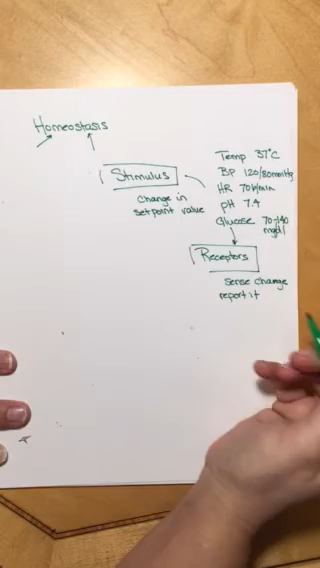 Homeostasis
Stimulus
change in
setpoint value
Temp 37°C
BP 120/80mmHg
HR 70b/min
pH 7.4
Glucose 70-140
mg/dl
Receptors
sense change
report it